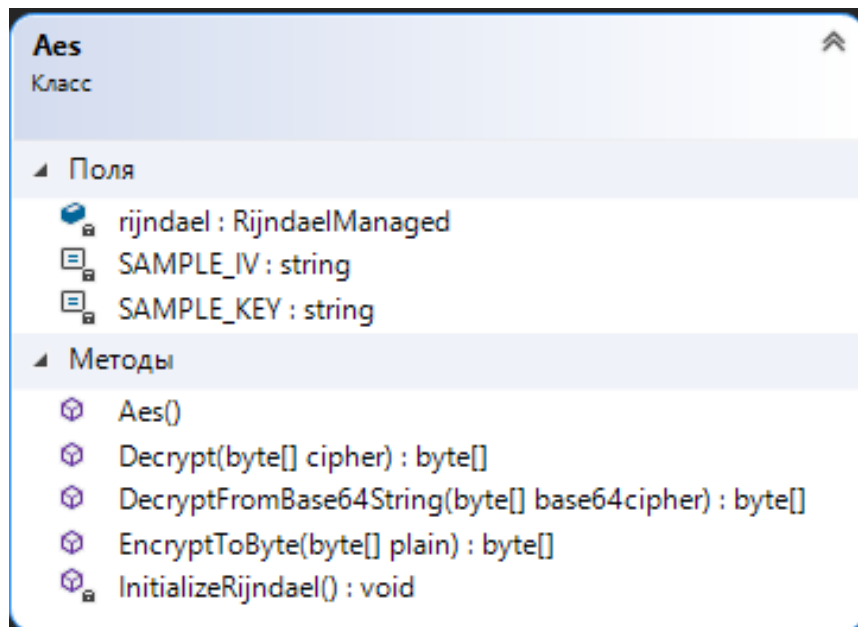 Aes
Класс
Поля
rijndael : RijndaelManaged
SAMPLE_IV : string
SAMPLE_KEY : string
Методы
Aes()
Decrypt(byte[] cipher) : byte[]
DecryptFromBase64String(byte[] base64cipher) : byte[]
EncryptToByte(byte[] plain) : byte[]
InitializeRijndael() : void